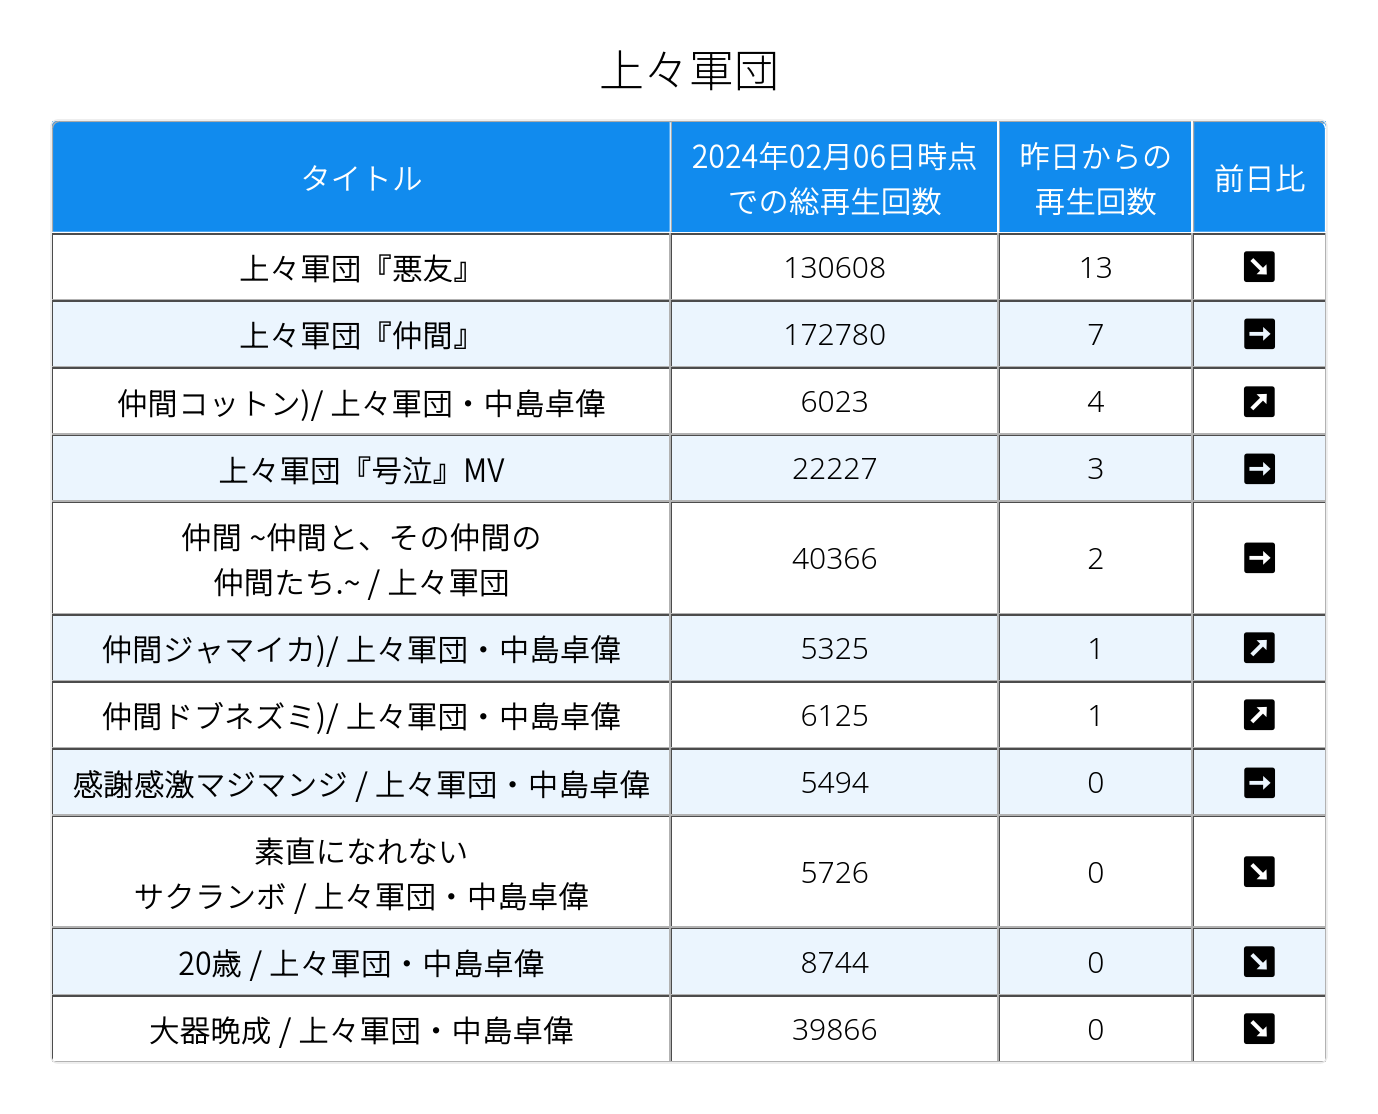 上々軍団
タイトル
2024年02月06日時点
での総再生回数
昨日からの
再生回数
前日比
上々軍団『悪友』 130608 13 ↘
上々軍団『仲間』 172780 7 →
仲間コットン)/ 上々軍団・中島卓偉 6023 4 ↗
上々軍団『号泣』MV 22227 3 →
仲間 ~仲間と、その仲間の
仲間たち.~ / 上々軍団 40366 2 →
仲間ジャマイカ)/ 上々軍団・中島卓偉 5325 1 ↗
仲間ドブネズミ)/ 上々軍団・中島卓偉 6125 1 ↗
感謝感激マジマンジ / 上々軍団・中島卓偉 5494 0 →
素直になれない
サクランボ / 上々軍団・中島卓偉 5726 0 ↘
20歳 / 上々軍団・中島卓偉 8744 0 ↘
大器晩成 / 上々軍団・中島卓偉 39866 0 ↘